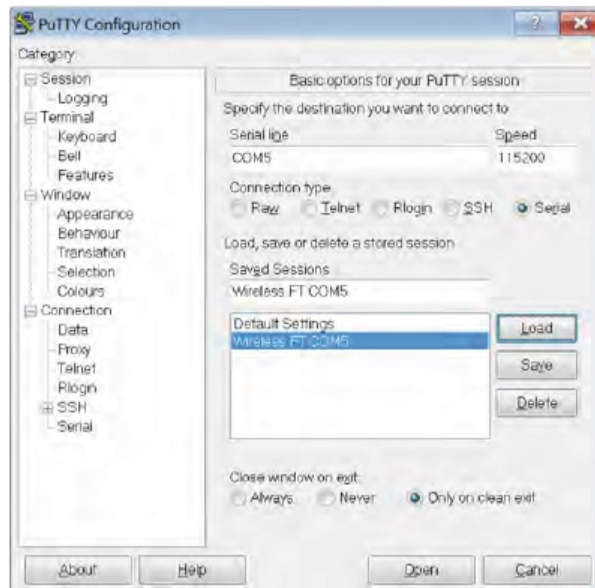 PuTTY Configuration
Category:
Session
Logging
Terminal
Keyboard
Bell
Features
Window
Appearance
Behaviour
Translation
Selection
Colours
Connection
Data
Proxy
Telnet
Rlogin
SSH
Serial
Basic options for your PuTTY session
Specify the destination you want to connect to
Serial line Speed
COM5 115200
Connection type:
Raw Telnet Rlogin SSH Serial
Load, save or delete a stored session
Saved Sessions
Wireless FT COM5
Default Settings
Wireless FT COM5
Load
Save
Delete
Close window on exit:
Always Never Only on clean exit
About Help Open Cancel